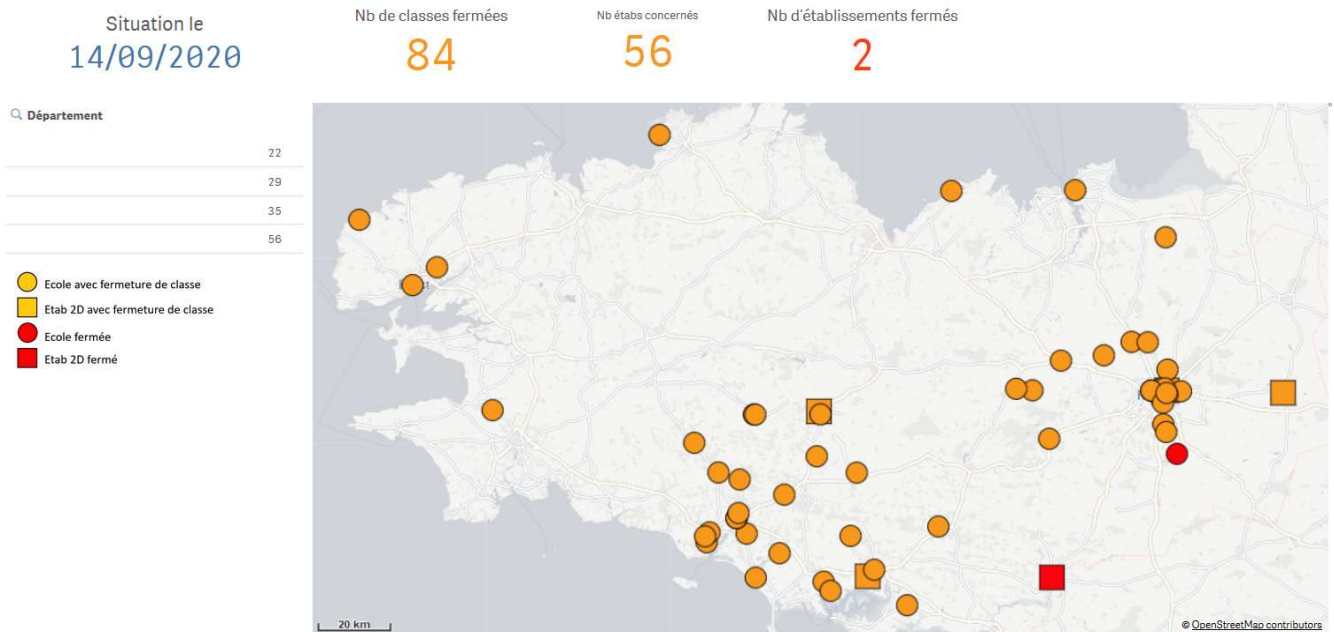 Situation le
14/09/2020
Nb de classes fermées
84
Nb étabs concernés
56
Nb d'établissements fermés
2
Département
22
29
35
56
Ecole avec fermeture de classe
Etab 2D avec fermeture de classe
Ecole fermée
Etab 2D fermé
20 km
© OpenStreetMap contributors